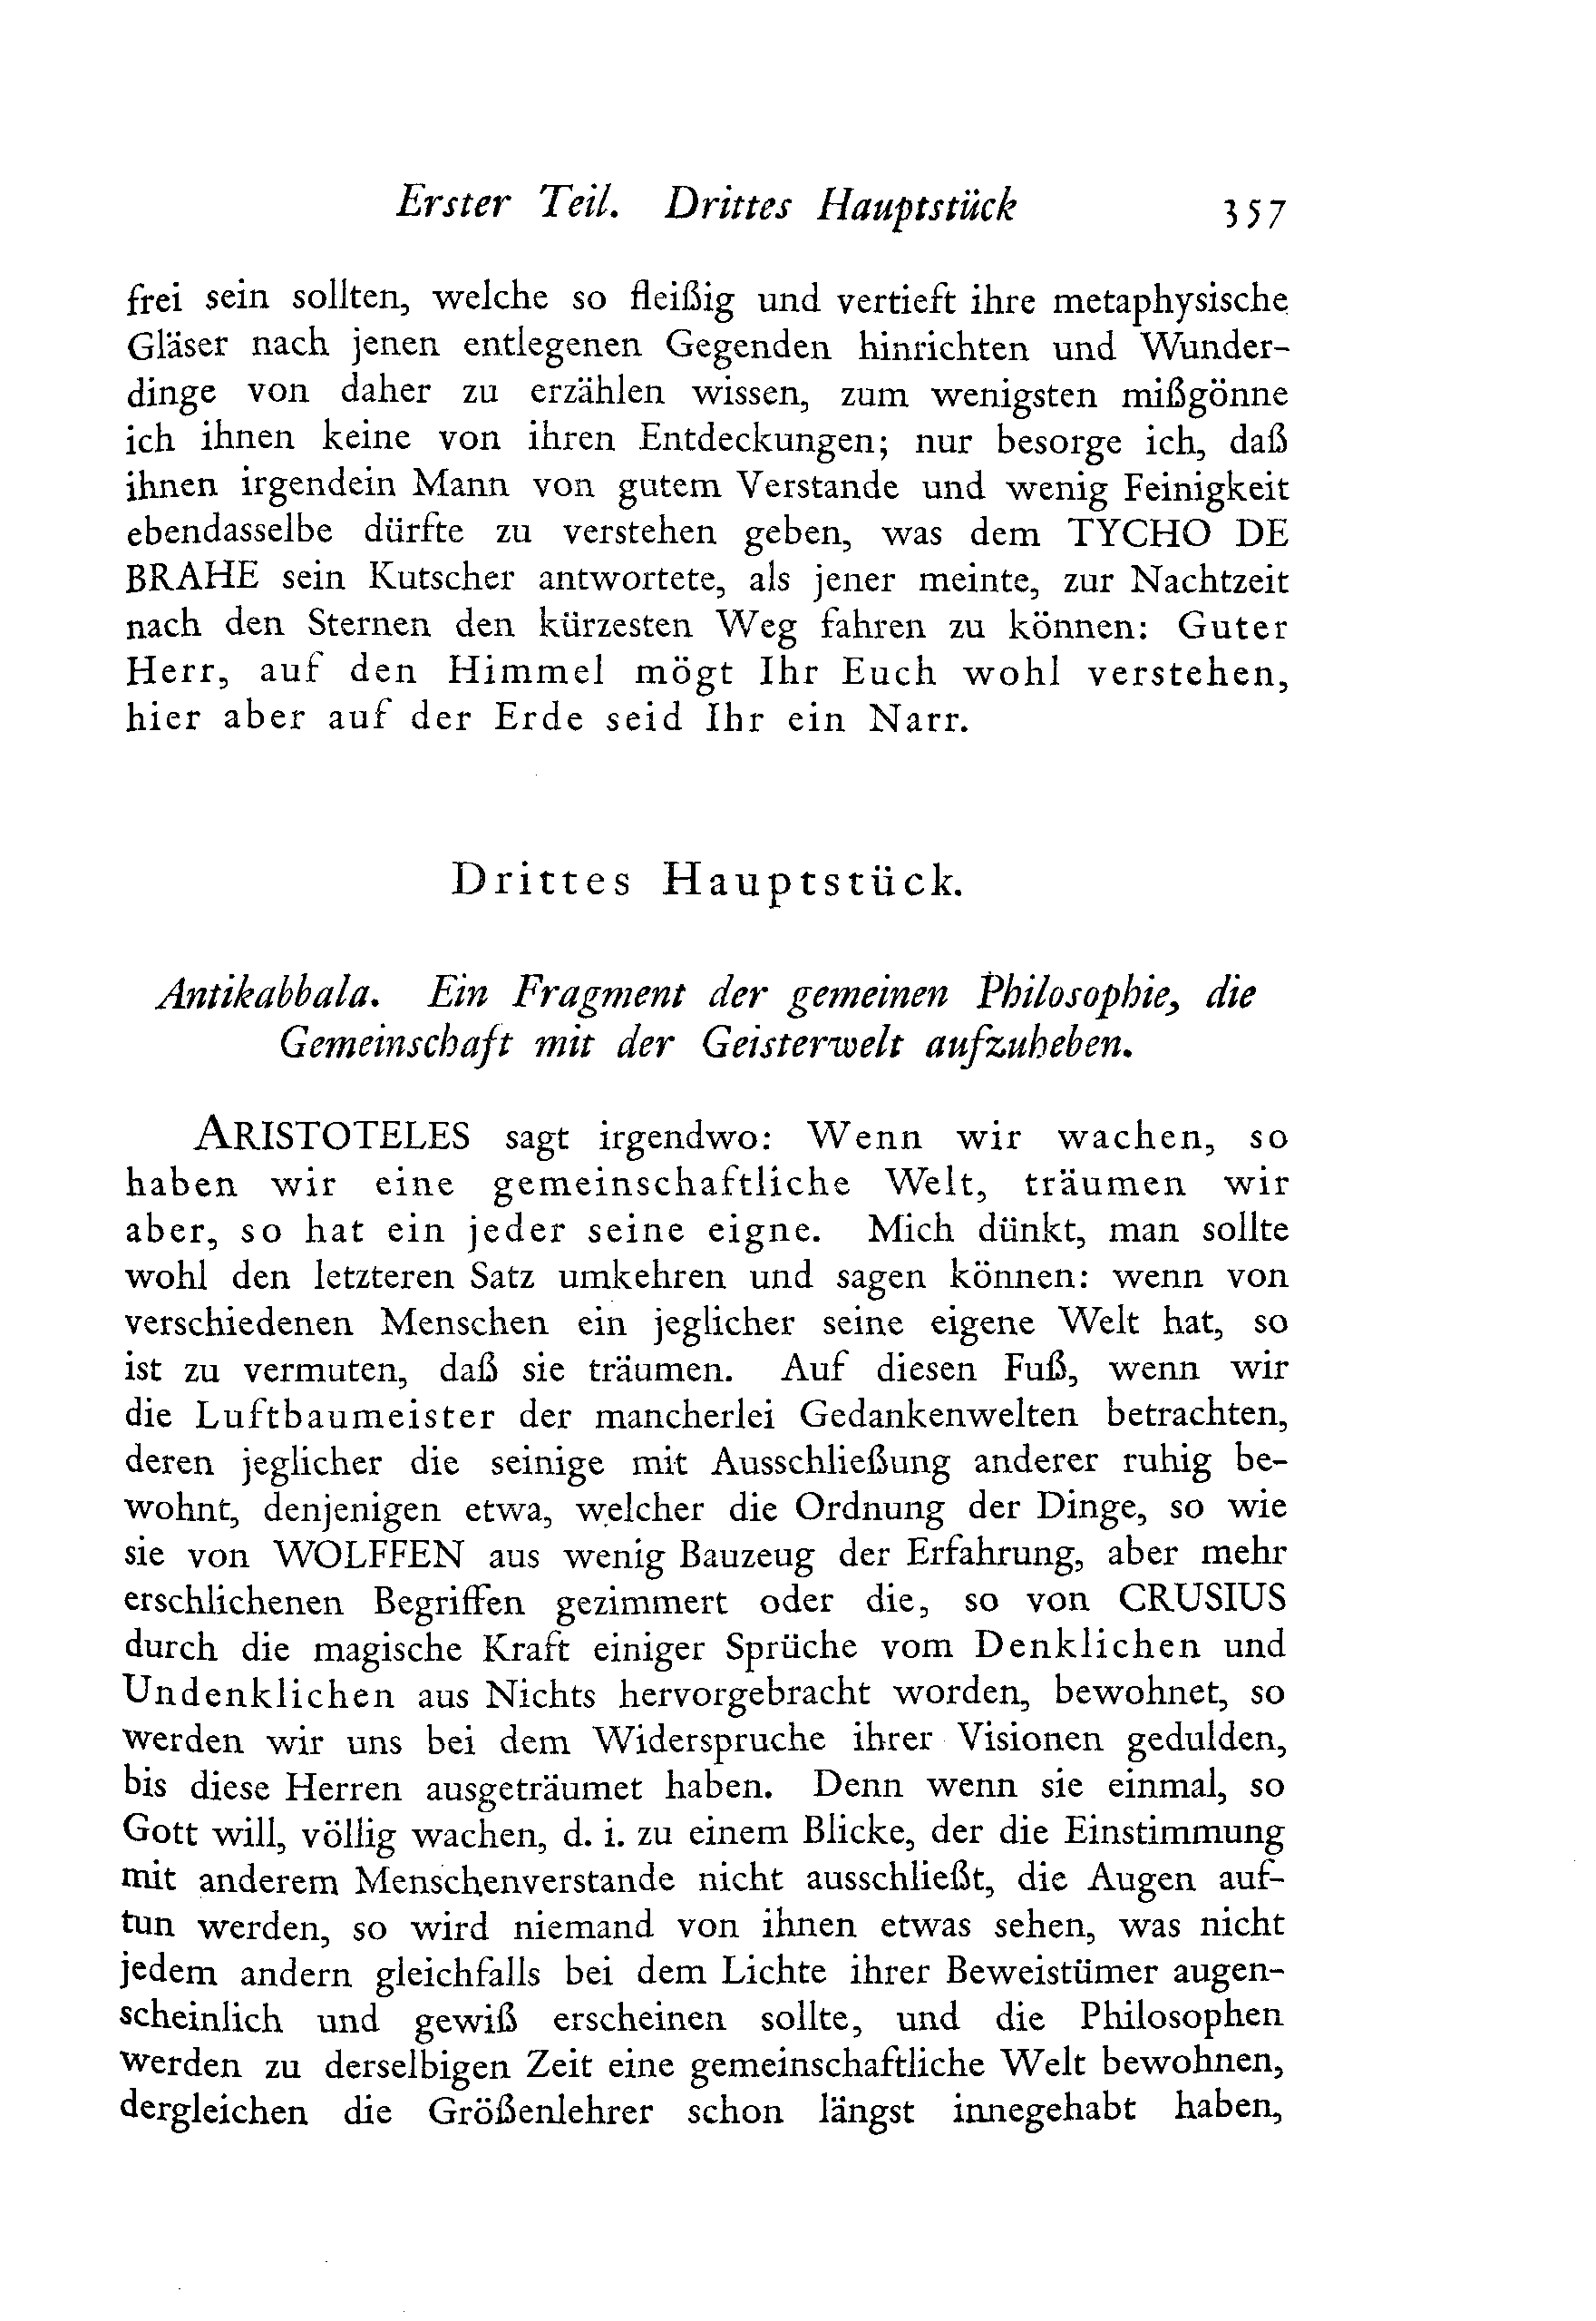 Erster Teil. Drittes Hauptstück 357
frei sein sollten, welche so fleißig und vertieft ihre metaphysische
Gläser nach jenen entlegenen Gegenden hinrichten und Wunder-
dinge von daher zu erzählen wissen, zum wenigsten mißgönne
ich ihnen keine von ihren Entdeckungen; nur besorge ich, daß
ihnen irgendein Mann von gutem Verstande und wenig Feinigkeit
ebendasselbe dürfte zu verstehen geben, was dem TYCHO DE
BRAHE sein Kutscher antwortete, als jener meinte, zur Nachtzeit
nach den Sternen den kürzesten Weg fahren zu können: Guter
Herr, auf den Himmel mögt Ihr Euch wohl verstehen,
hier aber auf der Erde seid Ihr ein Narr.
Drittes Hauptstück.
Antikabbala. Ein Fragment der gemeinen Philosophie, die
Gemeinschaft mit der Geisterwelt aufzuheben.
ARISTOTELES sagt irgendwo: Wenn wir wachen, so
haben wir eine gemeinschaftliche Welt, träumen wir
aber, so hat ein jeder seine eigne. Mich dünkt, man sollte
wohl den letzteren Satz umkehren und sagen können: wenn von
verschiedenen Menschen ein jeglicher seine eigene Welt hat, so
ist zu vermuten, daß sie träumen. Auf diesen Fuß, wenn wir
die Luftbaumeister der mancherlei Gedankenwelten betrachten,
deren jeglicher die seinige mit Ausschließung anderer ruhig be-
wohnt, denjenigen etwa, welcher die Ordnung der Dinge, so wie
sie von WOLFFEN aus wenig Bauzeug der Erfahrung, aber mehr
erschlichenen Begriffen gezimmert oder die, so von CRUSIUS
durch die magische Kraft einiger Sprüche vom Denklichen und
Undenklichen aus Nichts hervorgebracht worden, bewohnet, so
werden wir uns bei dem Widerspruche ihrer Visionen gedulden,
bis diese Herren ausgeträumet haben. Denn wenn sie einmal, so
Gott will, völlig wachen, d. i. zu einem Blicke, der die Einstimmung
mit anderem Menschenverstande nicht ausschließt, die Augen auf-
tun werden, so wird niemand von ihnen etwas sehen, was nicht
jedem andern gleichfalls bei dem Lichte ihrer Beweistümer augen-
scheinlich und gewiß erscheinen sollte, und die Philosophen
werden zu derselbigen Zeit eine gemeinschaftliche Welt bewohnen,
dergleichen die Größenlehrer schon längst innegehabt haben,